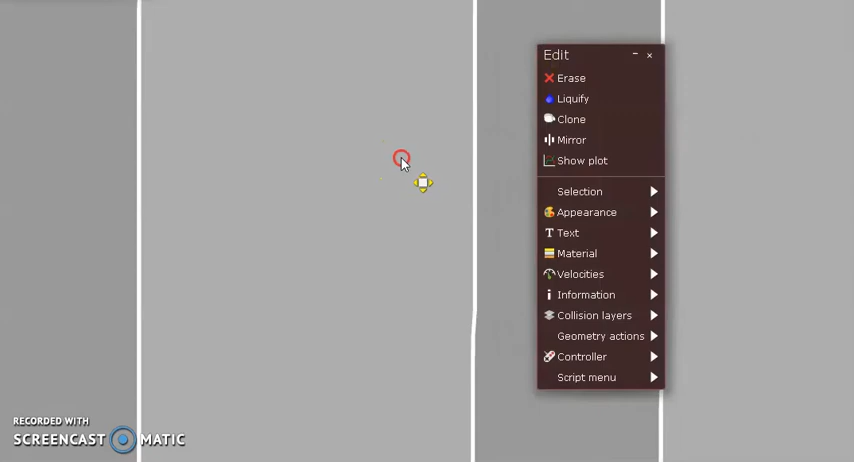 Edit
Erase
Liquify
Clone
Mirror
Show plot
Selection
Appearance
Text
Material
Velocities
Information
Collision layers
Geometry actions
Controller
Script menu
RECORDED WITH
SCREENCAST MATIC